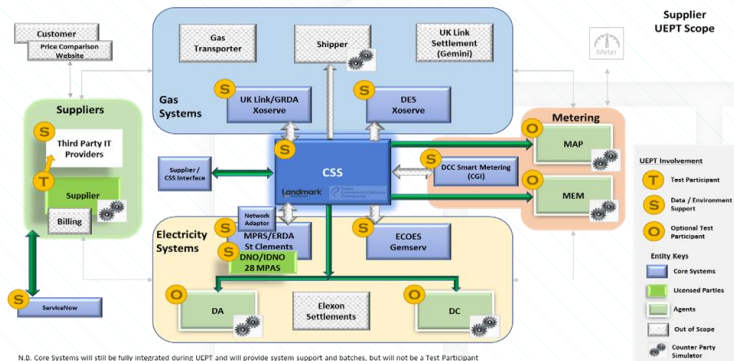 Supplier
UEPT Scope
Customer
Price Comparison
Website
Gas
Transporter
Shipper
UK Link
Settlement
(Gemini)
Meter
Gas
Systems
S
UK Link/GRDA
Xoserve
S
DES
Xoserve
Suppliers
S
Third Party IT
Providers
T
Supplier
Billing
Metering
O
MAP
O
MEM
Supplier /
CSS Interface
S
CSS
Landmark
S
DCC Smart Metering
(CGI)
UEPT Involvement
T
Test Participant
S
Data / Environment
Support
O
Optional Test
Participant
Entity Keys
Core Systems
Licensed Parties
Agents
Out of Scope
Counter Party
Simulator
Electricity
Systems
Network
Adaptor
S
MPRS/ERDA
St Clements
S
DNO/IDNO
28 MPAS
S
ECOES
Gemserv
O
DA
Elexon
Settlements
O
DC
S
ServiceNow
N.B. Core Systems will still be fully integrated during UEPT and will provide system support and batches, but will not be a Test Participant